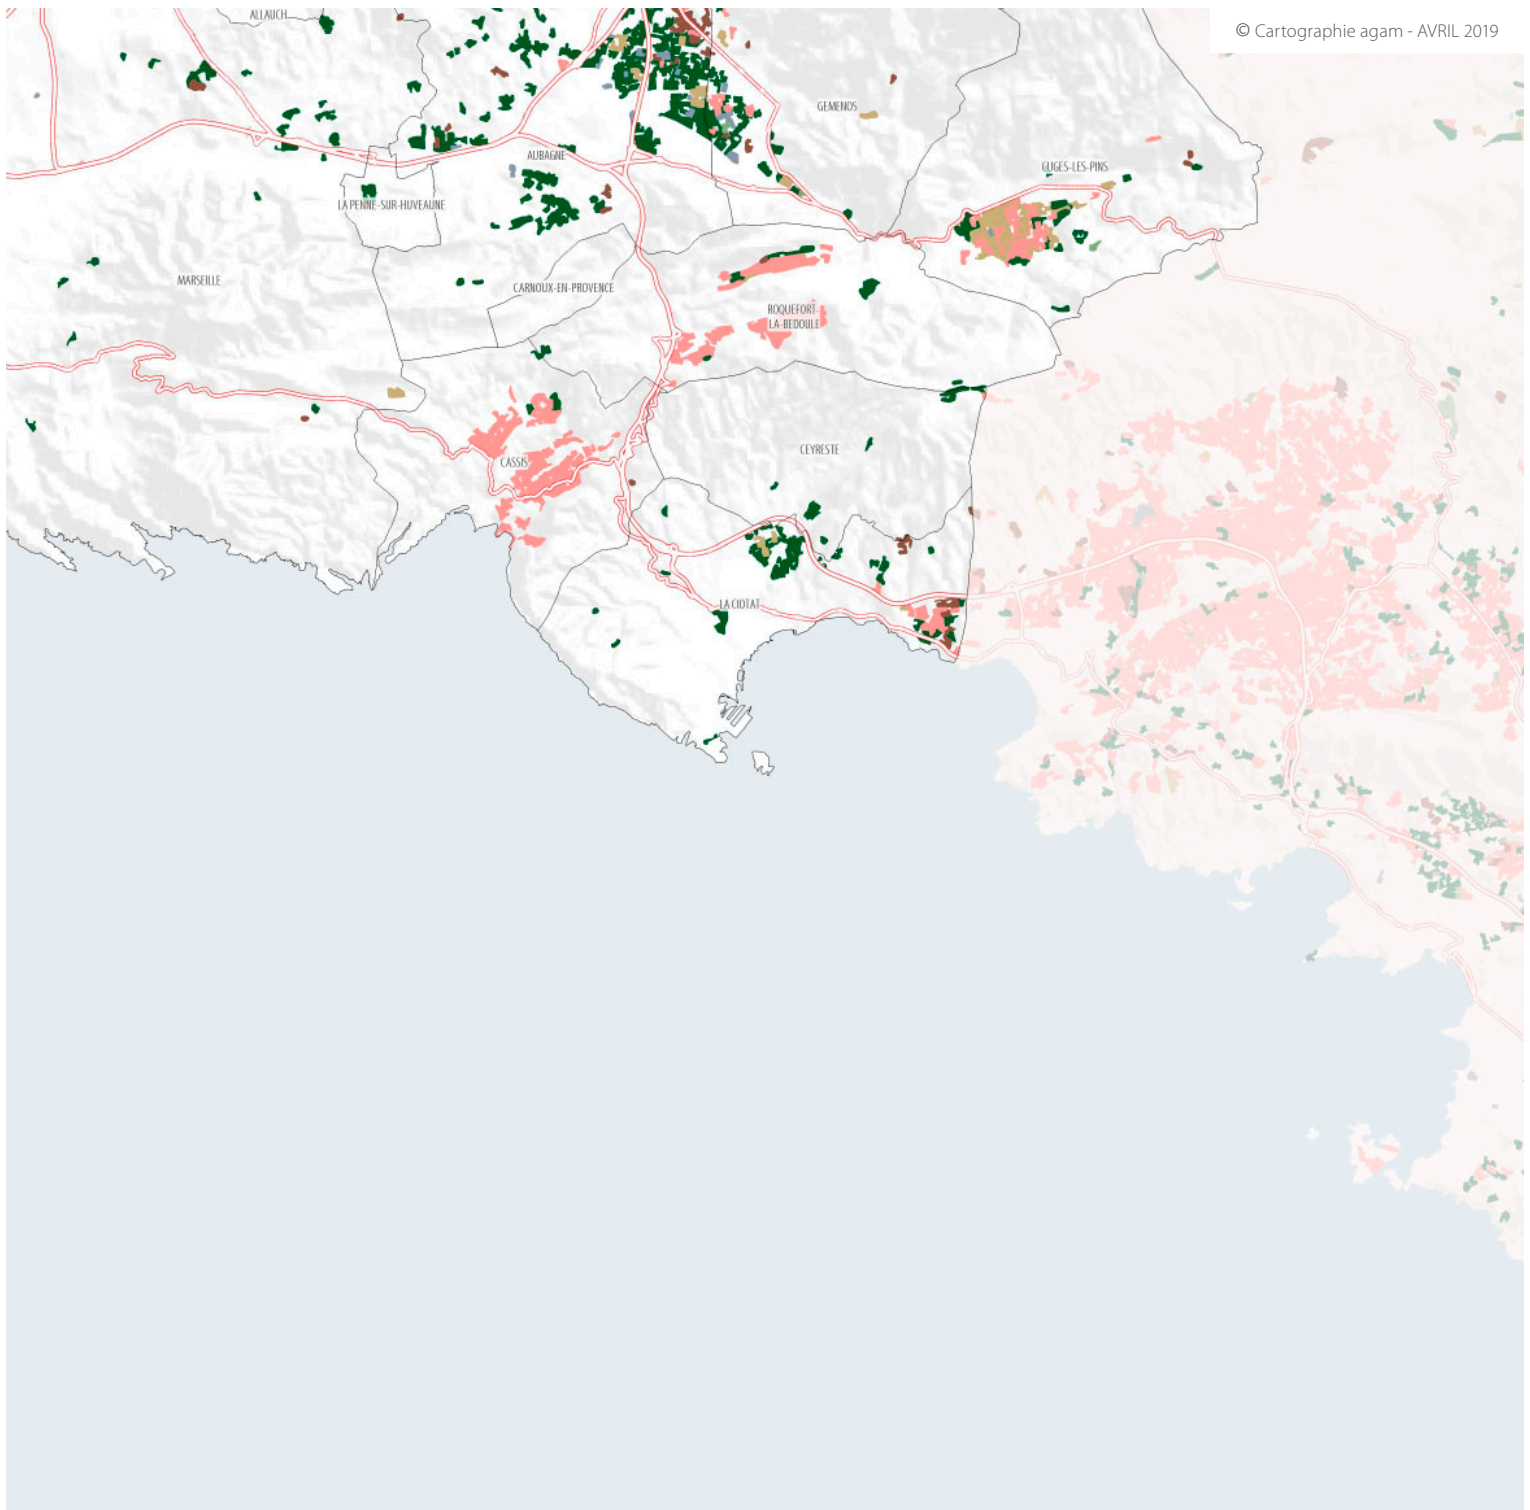 ALLAUCH
© Cartographie agam - AVRIL 2019
GEMENOS
AUBAGNE
CUGES-LES-PINS
LA PENNE-SUR-HUVEAUNE
MARSEILLE
CARNOUX-EN-PROVENCE
ROQUEFORT-
LA-BEDOULE
CEYRESTE
CASSIS
LA CIOTAT